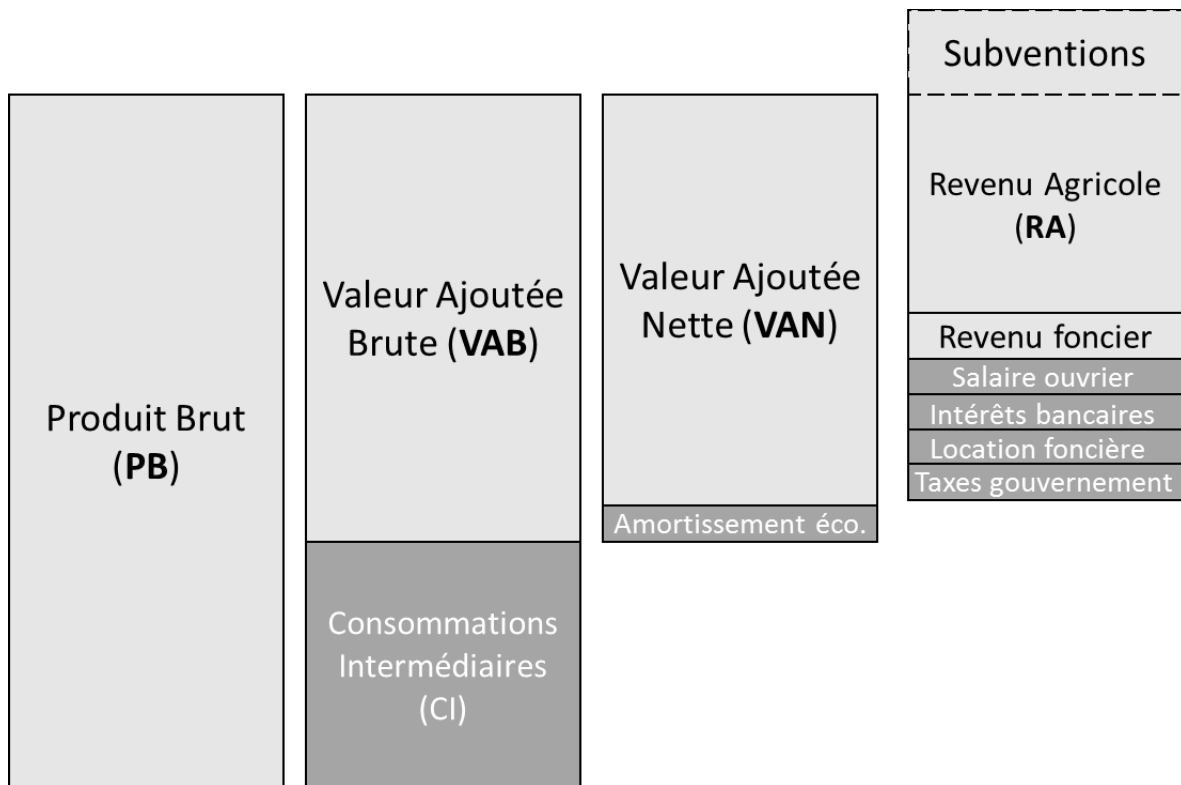 Produit Brut
(PB)
Valeur Ajoutée
Brute (VAB)
Consommations
Intermédiaires
(CI)
Valeur Ajoutée
Nette (VAN)
Amortissement éco.
Subventions
Revenu Agricole
(RA)
Revenu foncier
Salaire ouvrier
Intérêts bancaires
Location foncière
Taxes gouvernement